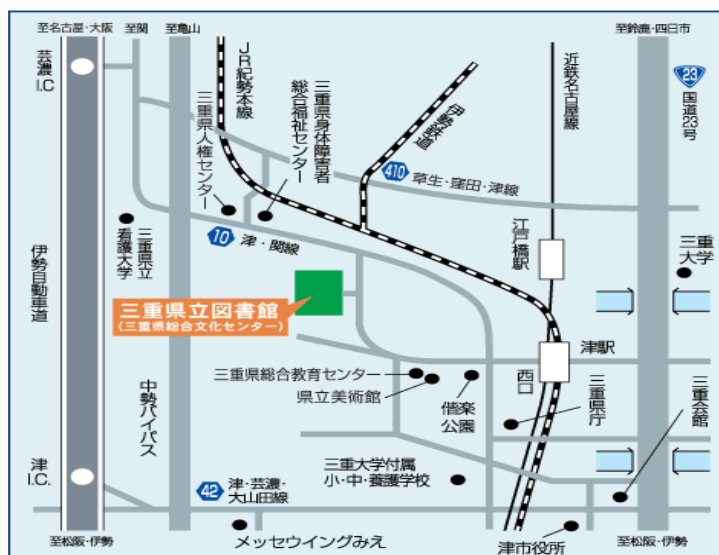 至名古屋・大阪
至関
至亀山
至鈴鹿・四日市
芸濃
I.C
JR紀勢本線
三重県人権センター
三重県身体障害者
総合福祉センター
伊勢鉄道
近鉄名古屋線
23
国道23号
410
草生・窪田・津線
三重県立
看護大学
10
津・関線
江戸橋駅
三重
大学
伊勢自動車道
三重県立図書館
(三重県総合文化センター)
津駅
西口
三重県総合教育センター
県立美術館
偕楽
公園
三重県庁
三重会館
中勢バイパス
津
I.C.
42
津・芸濃・
大山田線
三重大学付属
小・中・養護学校
至松阪・伊勢
メッセウイングみえ
津市役所
至松阪・伊勢